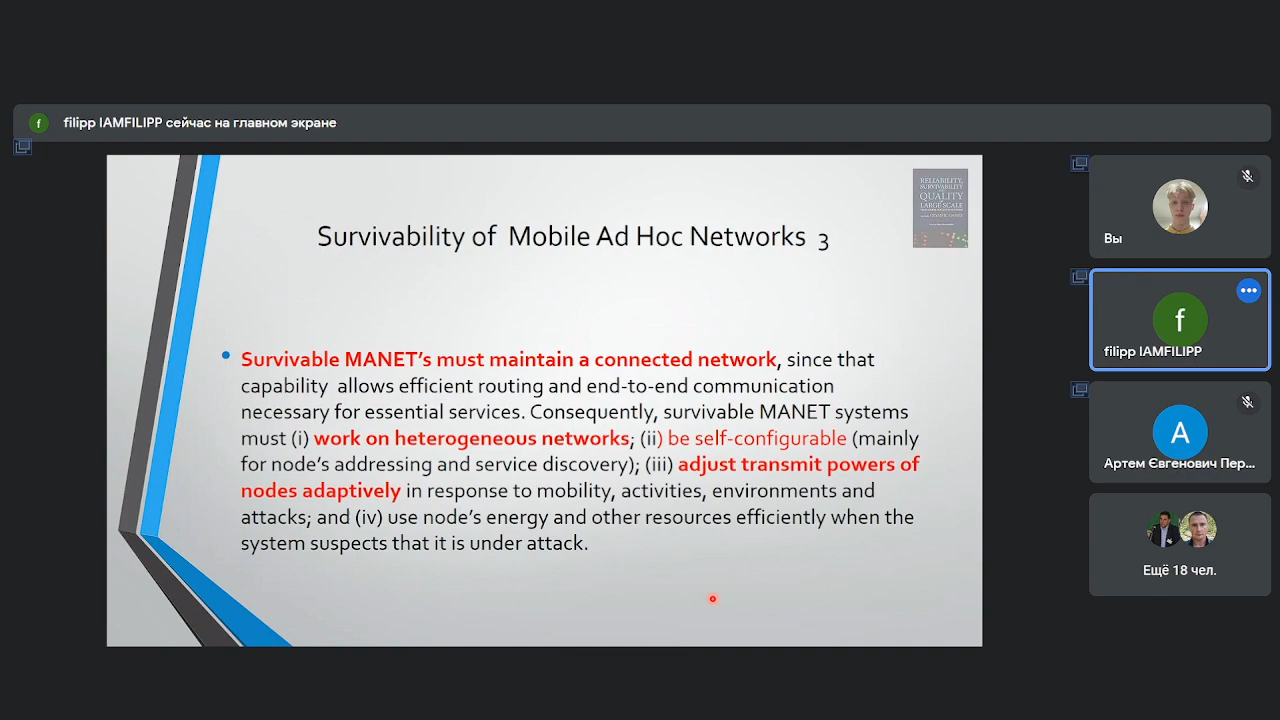 f
filipp IAMFILIPP сейчас на главном экране
RELIABILITY,
SURVIVABILITY
QUALITY
LARGE SCALE
Survivability of Mobile Ad Hoc Networks 3
• Survivable MANET’s must maintain a connected network, since that
capability allows efficient routing and end-to-end communication
necessary for essential services. Consequently, survivable MANET systems
must (i) work on heterogeneous networks; (ii) be self-configurable (mainly
for node’s addressing and service discovery); (iii) adjust transmit powers of
nodes adaptively in response to mobility, activities, environments and
attacks; and (iv) use node’s energy and other resources efficiently when the
system suspects that it is under attack.
Вы
f
filipp IAMFILIPP
A
Артем Євгенович Пер...
Ещё 18 чел.